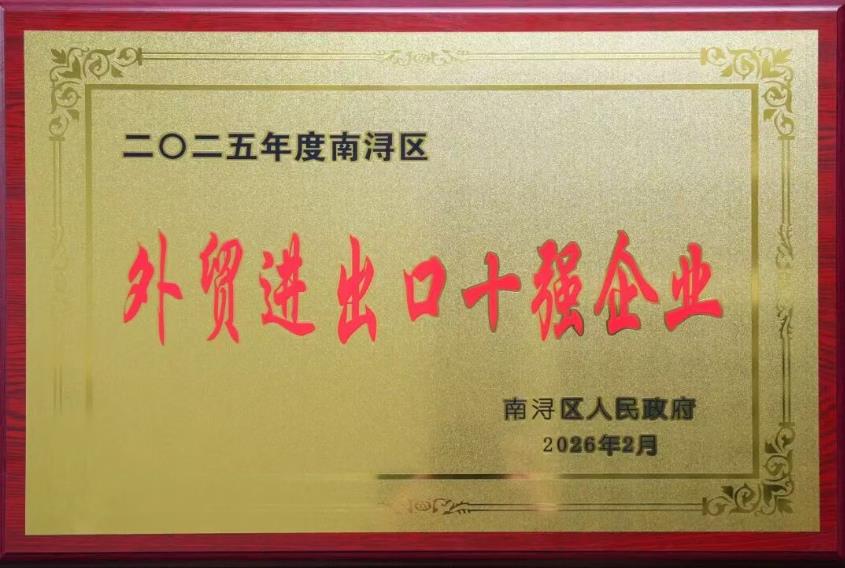 二〇二五年度南浔区
外贸进出口十强企业
南浔区人民政府
2026年2月